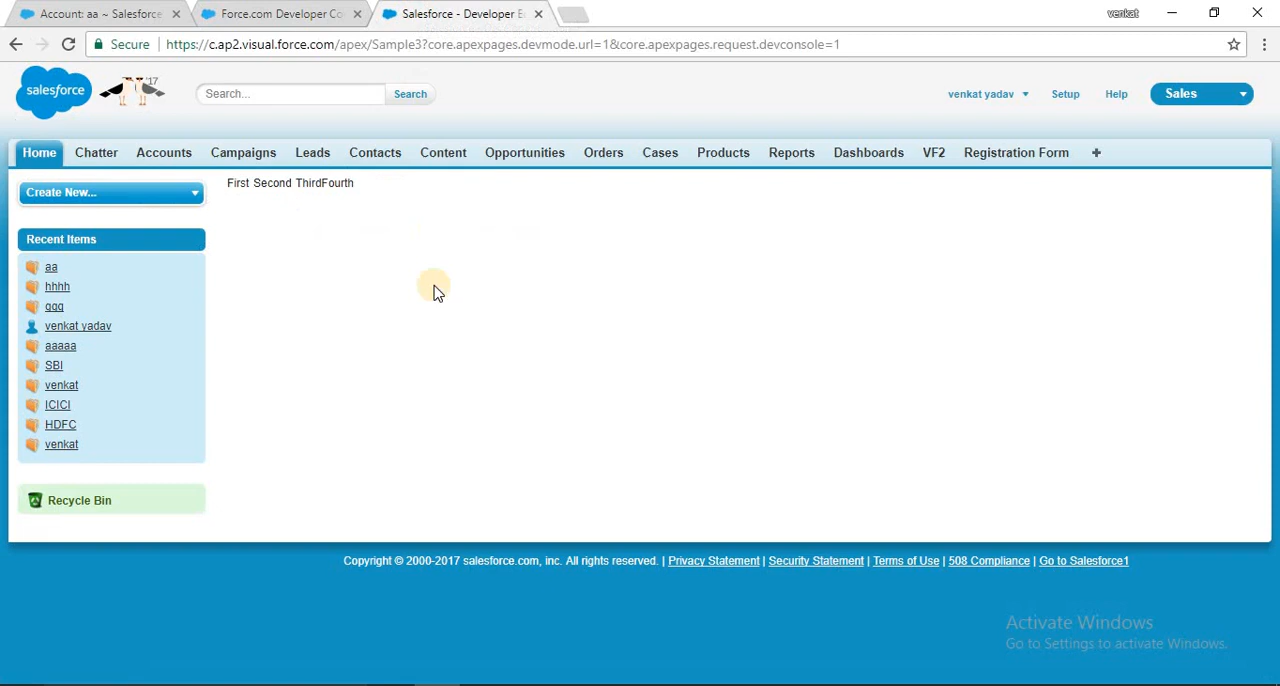 Account: aa ~ Salesforce
Force.com Developer Co
Salesforce - Developer E
venkat
Secure
https://c.ap2.visual.force.com/apex/Sample3?core.apexpages.devmode.url=1&core.apexpages.request.devconsole=1
salesforce
'17
Search...
Search
venkat yadav
Setup
Help
Sales
Home
Chatter
Accounts
Campaigns
Leads
Contacts
Content
Opportunities
Orders
Cases
Products
Reports
Dashboards
VF2
Registration Form
+
Create New...
First Second ThirdFourth
Recent Items
aa
hhhh
qqq
venkat yadav
aaaaa
SBI
venkat
ICICI
HDFC
venkat
Recycle Bin
Copyright © 2000-2017 salesforce.com, inc. All rights reserved. | Privacy Statement | Security Statement | Terms of Use | 508 Compliance | Go to Salesforce1
Activate Windows
Go to Settings to activate Windows.